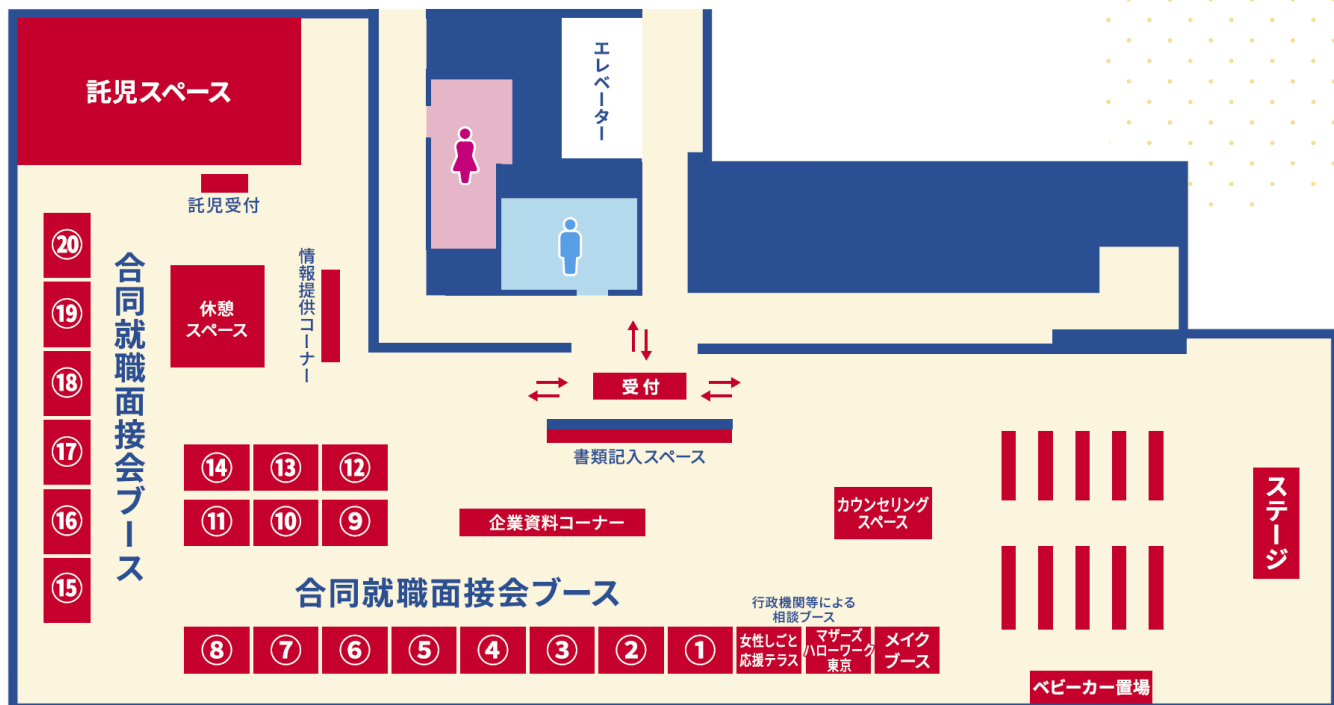 託児スペース
エレベーター
託児受付
情報提供コーナー
休憩
スペース
合同就職面接会ブース
⑳
⑲
⑱
⑰
⑯
⑮
受付
書類記入スペース
⑭
⑬
⑫
⑪
⑩
⑨
企業資料コーナー
カウンセリング
スペース
ステージ
合同就職面接会ブース
行政機関等による
相談ブース
⑧
⑦
⑥
⑤
④
③
②
①
女性しごと
応援テラス
マザーズ
ハローワーク
東京
メイク
ブース
ベビーカー置場